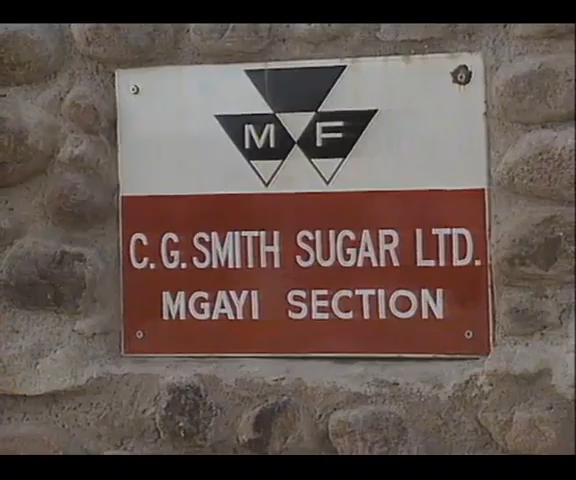 M F
C. G. SMITH SUGAR LTD.
MGAYI SECTION